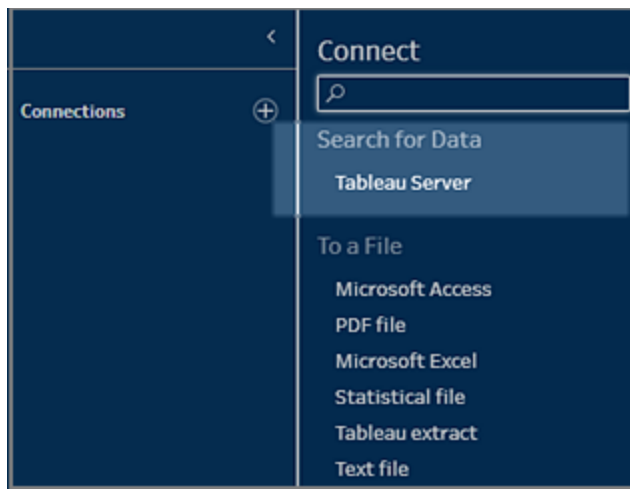 Connections
Connect
Search for Data
Tableau Server
To a File
Microsoft Access
PDF file
Microsoft Excel
Statistical file
Tableau extract
Text file